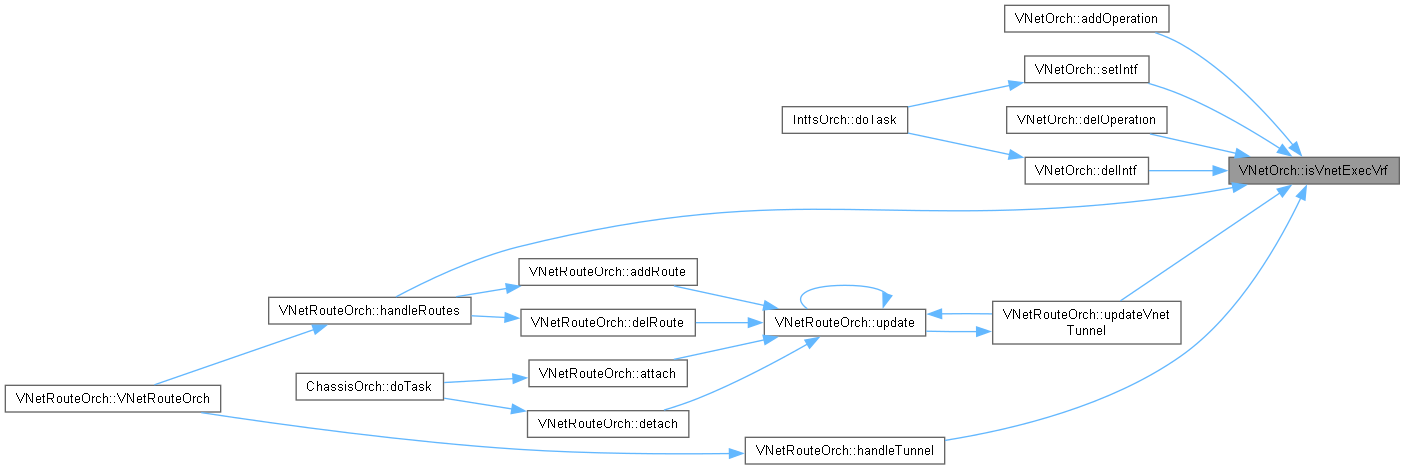 VNetOrch::addOperation
VNetOrch::setIntf
IntfsOrch::doTask
VNetOrch::delOperation
VNetOrch::delIntf
VNetOrch::isVnetExecVrf
VNetRouteOrch::addRoute
VNetRouteOrch::handleRoutes
VNetRouteOrch::delRoute
VNetRouteOrch::update
VNetRouteOrch::updateVnet
Tunnel
VNetRouteOrch::attach
ChassisOrch::doTask
VNetRouteOrch::VNetRouteOrch
VNetRouteOrch::detach
VNetRouteOrch::handleTunnel